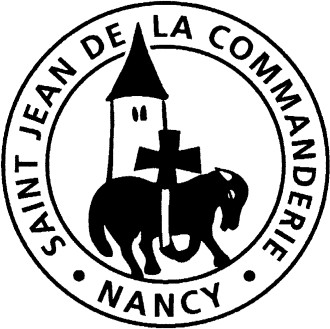 SAINT JEAN DE LA COMMANDERIE
• NANCY •